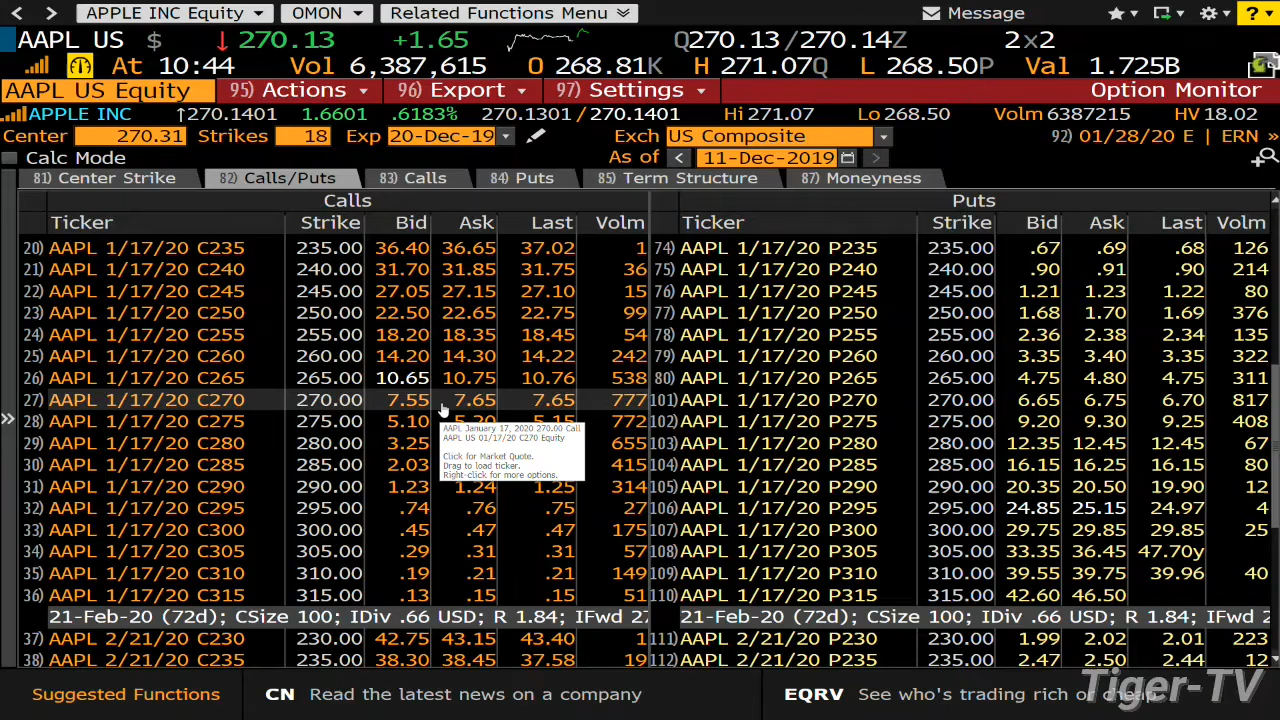 < > APPLE INC Equity OMON Related Functions Menu Message ?
AAPL US $ ↓270.13 +1.65 Q270.13/270.14Z 2×2
At 10:44 Vol 6,387,615 O 268.81K H 271.07Q L 268.50P Val 1.725B
AAPL US Equity 95) Actions 96) Export 97) Settings Option Monitor
APPLE INC ↑270.1401 1.6601 .6183% 270.1301 / 270.1401 Hi 271.07 Lo 268.50 Volm 6387215 HV 18.02
Center 270.31 Strikes 18 Exp 20-Dec-19 Exch US Composite 92) 01/28/20 E | ERN »
Calc Mode As of < 11-Dec-2019 >
81) Center Strike 82) Calls/Puts 83) Calls 84) Puts 85) Term Structure 87) Moneyness
Calls Puts
Ticker Strike Bid Ask Last Volm Ticker Strike Bid Ask Last Volm
20) AAPL 1/17/20 C235 235.00 36.40 36.65 37.02 1 74) AAPL 1/17/20 P235 235.00 .67 .69 .68 126
21) AAPL 1/17/20 C240 240.00 31.70 31.85 31.75 36 75) AAPL 1/17/20 P240 240.00 .90 .91 .90 214
22) AAPL 1/17/20 C245 245.00 27.05 27.15 27.10 15 76) AAPL 1/17/20 P245 245.00 1.21 1.23 1.22 80
23) AAPL 1/17/20 C250 250.00 22.50 22.65 22.75 99 77) AAPL 1/17/20 P250 250.00 1.68 1.70 1.69 376
24) AAPL 1/17/20 C255 255.00 18.20 18.35 18.45 54 78) AAPL 1/17/20 P255 255.00 2.36 2.38 2.34 135
25) AAPL 1/17/20 C260 260.00 14.20 14.30 14.22 242 79) AAPL 1/17/20 P260 260.00 3.35 3.40 3.35 322
26) AAPL 1/17/20 C265 265.00 10.65 10.75 10.76 538 80) AAPL 1/17/20 P265 265.00 4.75 4.80 4.75 311
27) AAPL 1/17/20 C270 270.00 7.55 7.65 7.65 777 101) AAPL 1/17/20 P270 270.00 6.65 6.75 6.70 817
28) AAPL 1/17/20 C275 275.00 5.10 5.20 5.15 772 102) AAPL 1/17/20 P275 275.00 9.20 9.30 9.25 408
29) AAPL 1/17/20 C280 280.00 3.25 655 103) AAPL 1/17/20 P280 280.00 12.35 12.45 12.45 67
30) AAPL 1/17/20 C285 285.00 2.03 415 104) AAPL 1/17/20 P285 285.00 16.15 16.25 16.15 80
31) AAPL 1/17/20 C290 290.00 1.23 1.24 1.25 314 105) AAPL 1/17/20 P290 290.00 20.35 20.50 19.90 12
32) AAPL 1/17/20 C295 295.00 .74 .76 .75 27 106) AAPL 1/17/20 P295 295.00 24.85 25.15 24.97 4
33) AAPL 1/17/20 C300 300.00 .45 .47 .47 175 107) AAPL 1/17/20 P300 300.00 29.75 29.85 29.85 25
34) AAPL 1/17/20 C305 305.00 .29 .31 .31 57 108) AAPL 1/17/20 P305 305.00 33.35 36.45 47.70y
35) AAPL 1/17/20 C310 310.00 .19 .21 .21 149 109) AAPL 1/17/20 P310 310.00 39.55 39.75 39.96 40
36) AAPL 1/17/20 C315 315.00 .13 .15 .15 51 110) AAPL 1/17/20 P315 315.00 42.60 46.50
AAPL January 17, 2020 270.00 Call
AAPL US 01/17/20 C270 Equity
Click for Market Quote.
Drag to load ticker.
Right-click for more options.
21-Feb-20 (72d); CSize 100; IDiv .66 USD; R 1.84; IFwd 27 21-Feb-20 (72d); CSize 100; IDiv .66 USD; R 1.84; IFwd 2
37) AAPL 2/21/20 C230 230.00 42.75 43.15 43.40 1 111) AAPL 2/21/20 P230 230.00 1.99 2.02 2.01 223
38) AAPL 2/21/20 C235 235.00 38.30 38.45 37.58 19 112) AAPL 2/21/20 P235 235.00 2.47 2.50 2.44 12
Suggested Functions CN Read the latest news on a company EQRV See who's trading rich or cheap
Tiger-TV